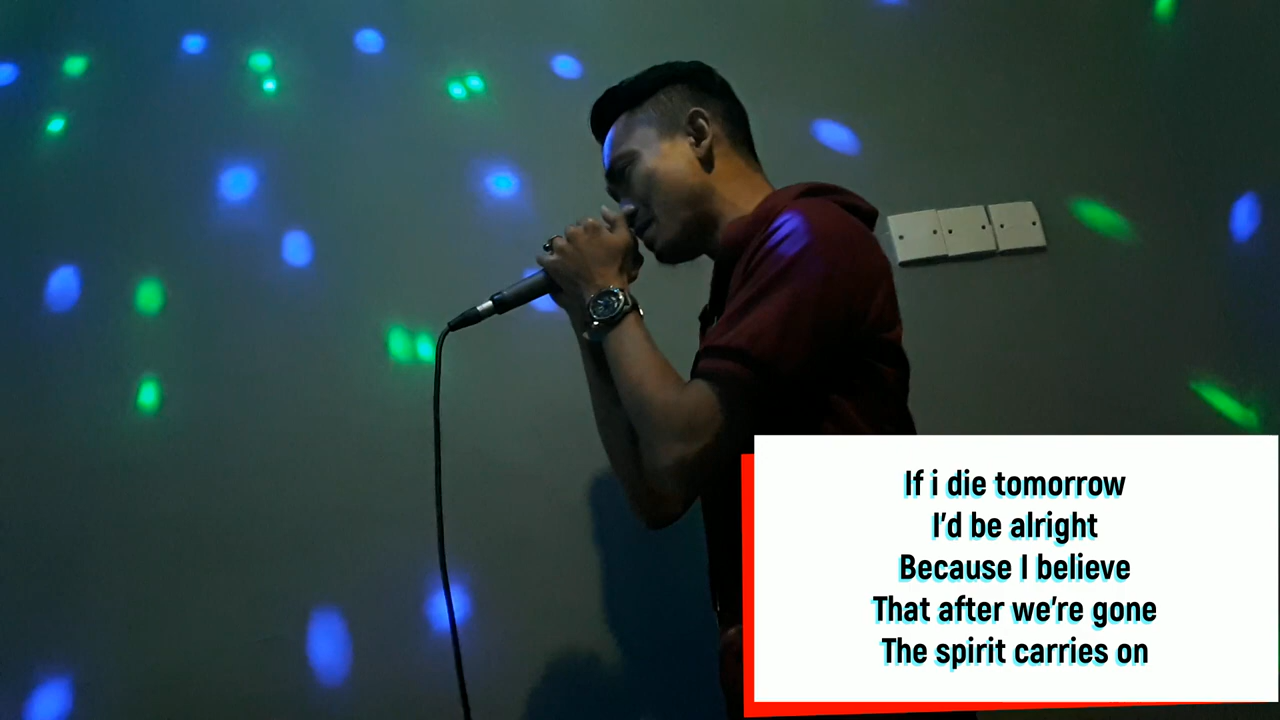 If i die tomorrow
I'd be alright
Because I believe
That after we're gone
The spirit carries on